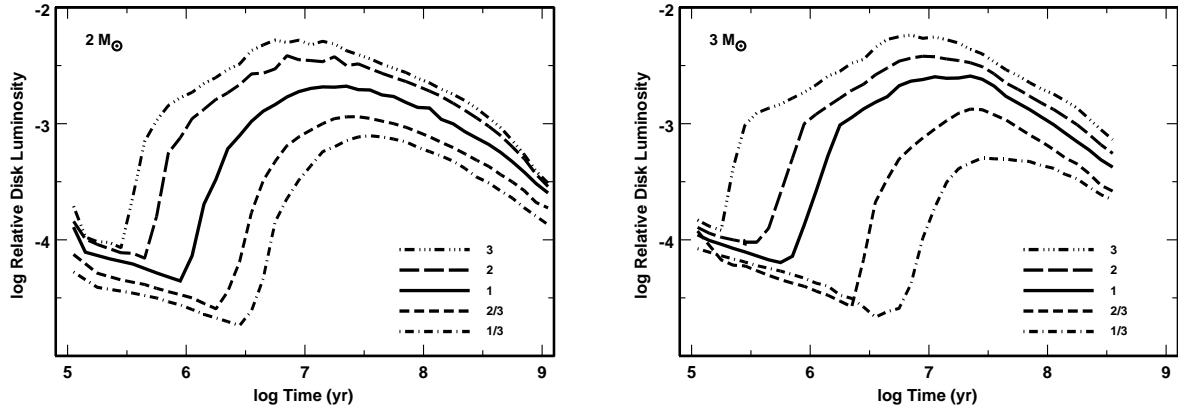 2 M⊙
log Relative Disk Luminosity
-2
-3
-4
3
2
1
2/3
1/3
5 6 7 8 9
log Time (yr)
3 M⊙
log Relative Disk Luminosity
-2
-3
-4
3
2
1
2/3
1/3
5 6 7 8 9
log Time (yr)